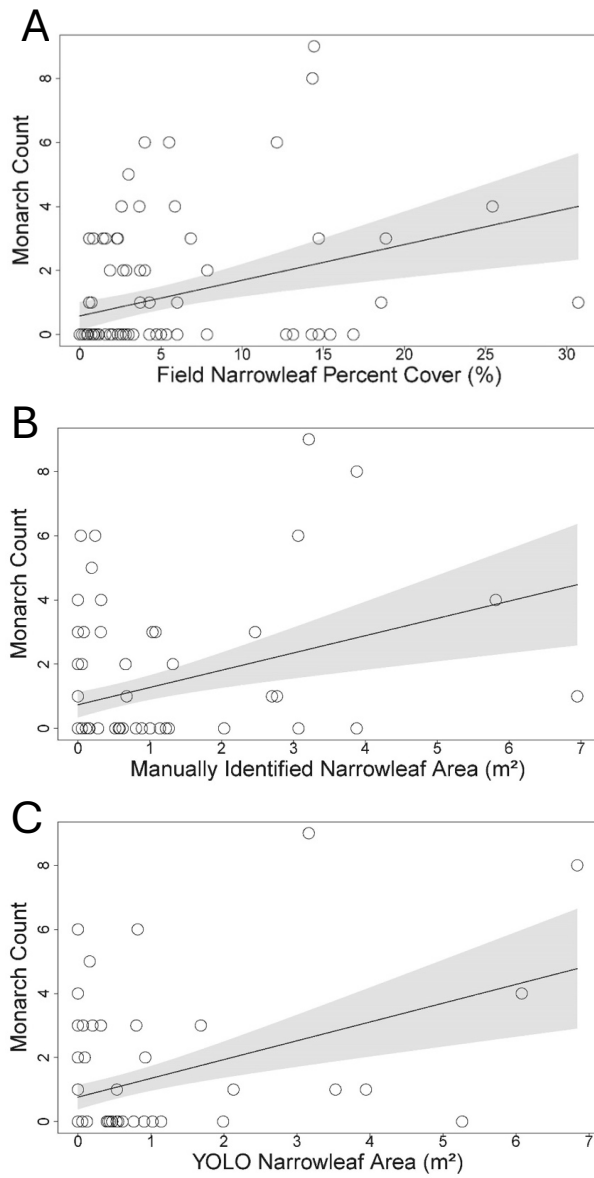 A
Monarch Count
8
6
4
2
0
0 5 10 15 20 25 30
Field Narrowleaf Percent Cover (%)
B
Monarch Count
8
6
4
2
0
0 1 2 3 4 5 6 7
Manually Identified Narrowleaf Area (m²)
C
Monarch Count
8
6
4
2
0
0 1 2 3 4 5 6 7
YOLO Narrowleaf Area (m²)